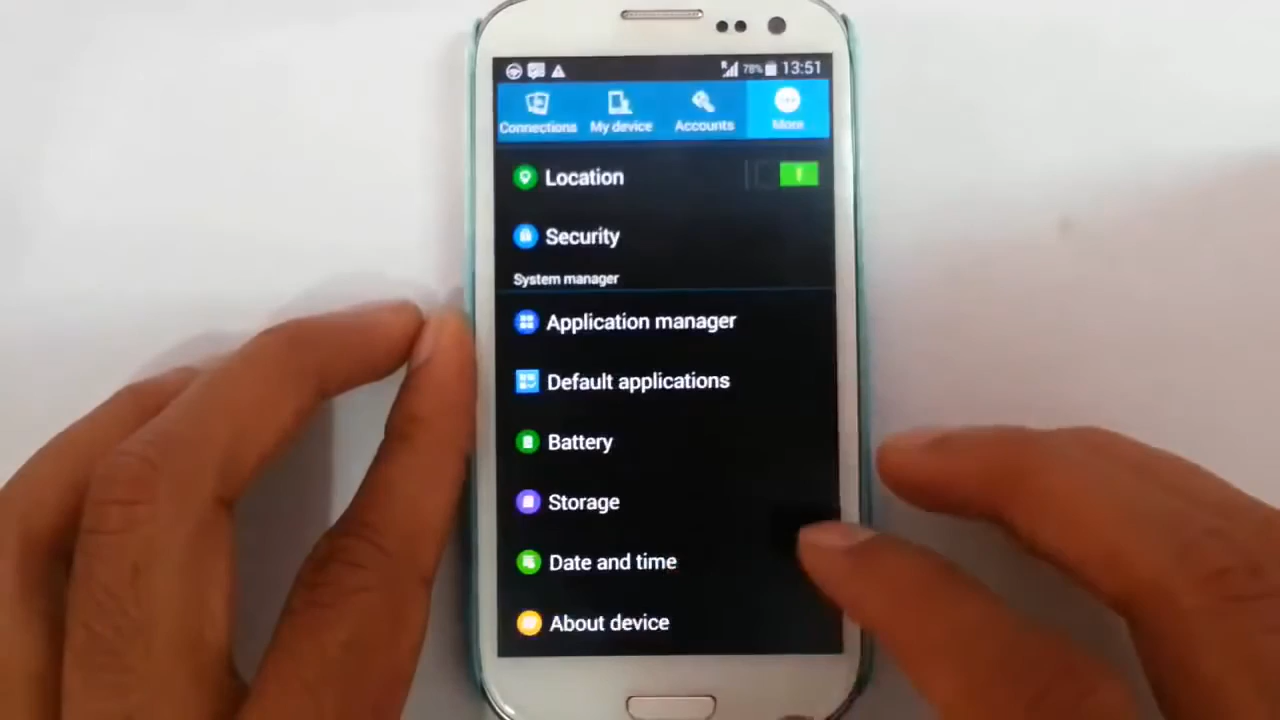 78% 13:51
Connections My device Accounts More
Location
Security
System manager
Application manager
Default applications
Battery
Storage
Date and time
About device